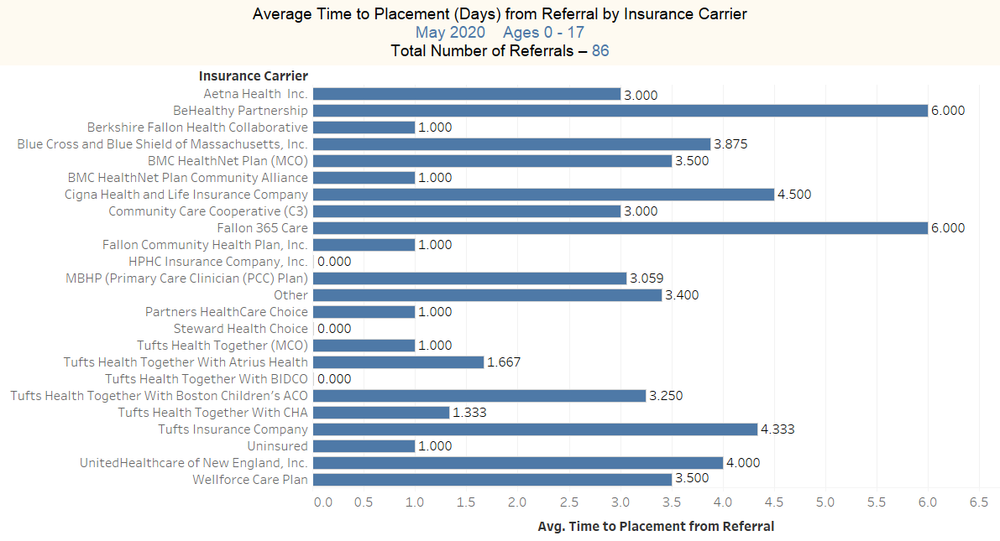 Average Time to Placement (Days) from Referral by Insurance Carrier
May 2020 Ages 0 - 17
Total Number of Referrals – 86
Insurance Carrier
Aetna Health Inc. 3.000
BeHealthy Partnership 6.000
Berkshire Fallon Health Collaborative 1.000
Blue Cross and Blue Shield of Massachusetts, Inc. 3.875
BMC HealthNet Plan (MCO) 3.500
BMC HealthNet Plan Community Alliance 1.000
Cigna Health and Life Insurance Company 4.500
Community Care Cooperative (C3) 3.000
Fallon 365 Care 6.000
Fallon Community Health Plan, Inc. 1.000
HPHC Insurance Company, Inc. 0.000
MBHP (Primary Care Clinician (PCC) Plan) 3.059
Other 3.400
Partners HealthCare Choice 1.000
Steward Health Choice 0.000
Tufts Health Together (MCO) 1.000
Tufts Health Together With Atrius Health 1.667
Tufts Health Together With BIDCO 0.000
Tufts Health Together With Boston Children’s ACO 3.250
Tufts Health Together With CHA 1.333
Tufts Insurance Company 4.333
Uninsured 1.000
UnitedHealthcare of New England, Inc. 4.000
Wellforce Care Plan 3.500
0.0 0.5 1.0 1.5 2.0 2.5 3.0 3.5 4.0 4.5 5.0 5.5 6.0 6.5
Avg. Time to Placement from Referral